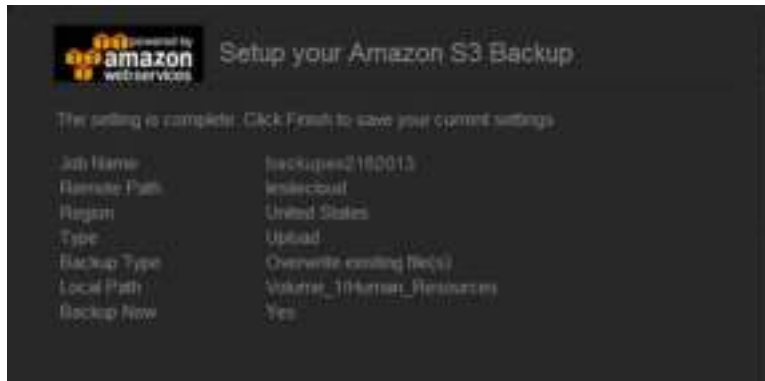 powered by
amazon
webservices
Setup your Amazon S3 Backup
The setting is complete. Click Finish to save your current settings
Job Name
Remote Path
Region United States
Type Upload
Backup Type Overwrite existing file(s)
Local Path Volume_1/Human_Resources
Backup Now Yes